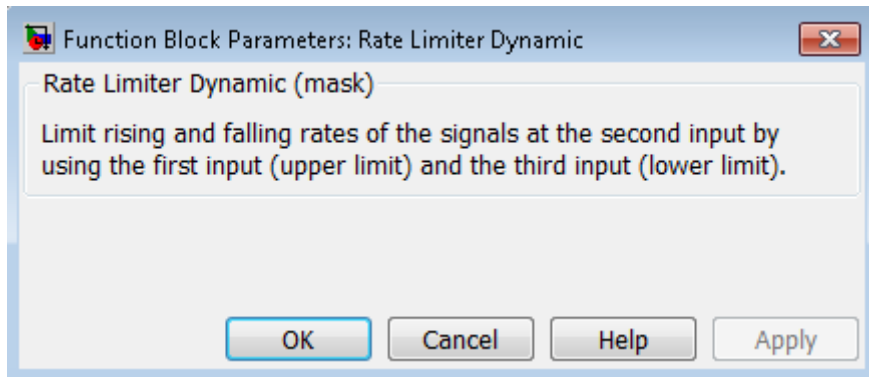 Function Block Parameters: Rate Limiter Dynamic
Rate Limiter Dynamic (mask)
Limit rising and falling rates of the signals at the second input by
using the first input (upper limit) and the third input (lower limit).
OK Cancel Help Apply